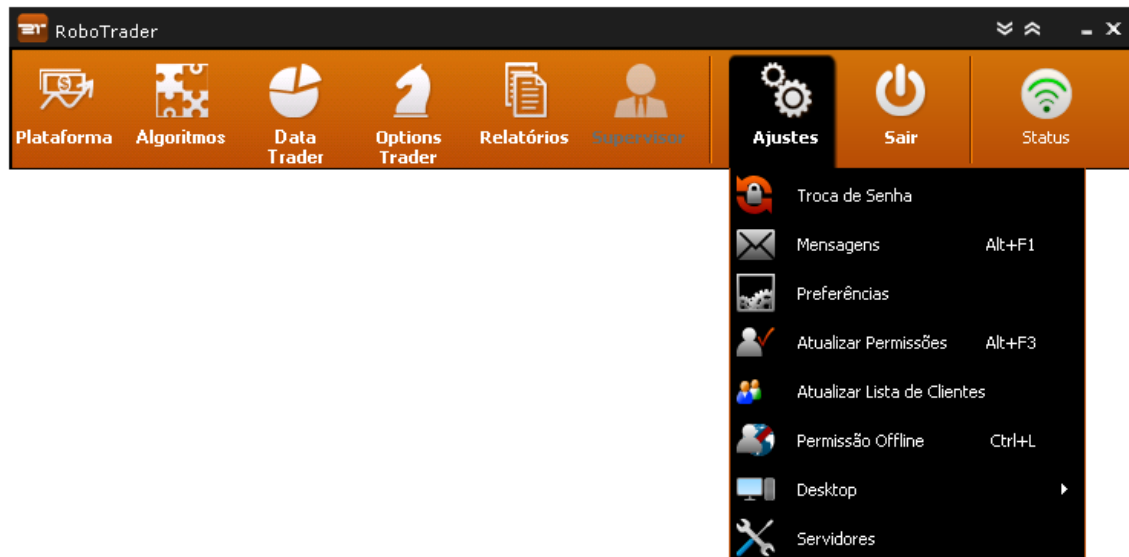 RoboTrader
Plataforma
Algoritmos
Data
Trader
Options
Trader
Relatórios
Supervisor
Ajustes
Sair
Status
Troca de Senha
Mensagens Alt+F1
Preferências
Atualizar Permissões Alt+F3
Atualizar Lista de Clientes
Permissão Offline Ctrl+L
Desktop
Servidores